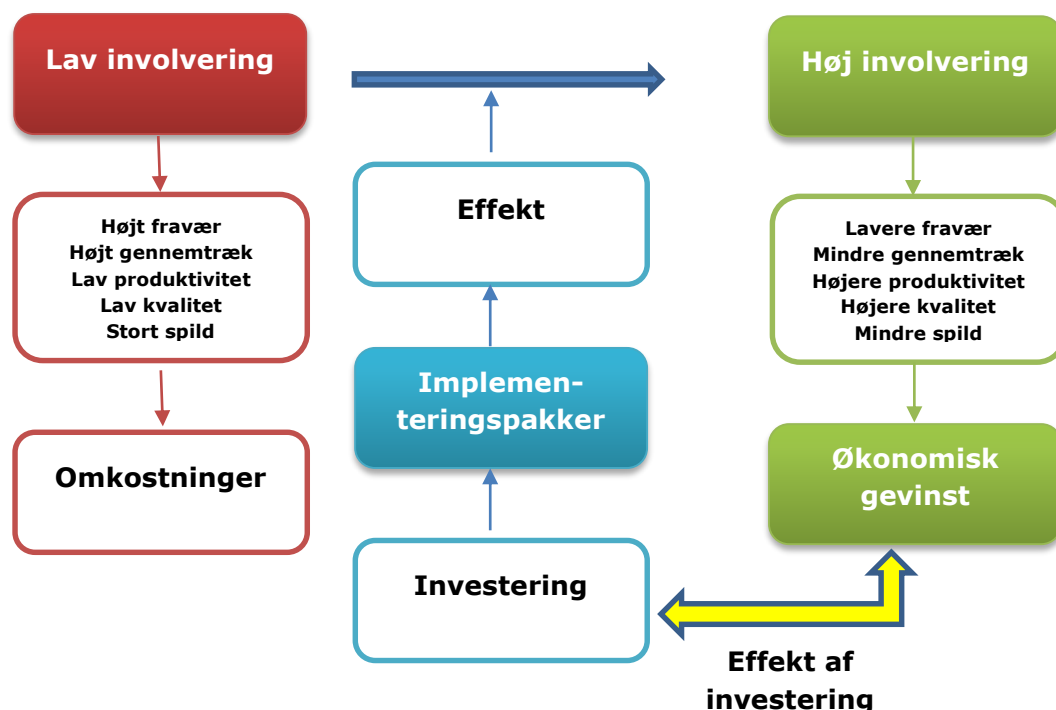 Lav involvering
Høj involvering
Højt fravær
Højt gennemtræk
Lav produktivitet
Lav kvalitet
Stort spild
Effekt
Lavere fravær
Mindre gennemtræk
Højere produktivitet
Højere kvalitet
Mindre spild
Implemen-
teringspakker
Omkostninger
Økonomisk
gevinst
Investering
Effekt af
investering